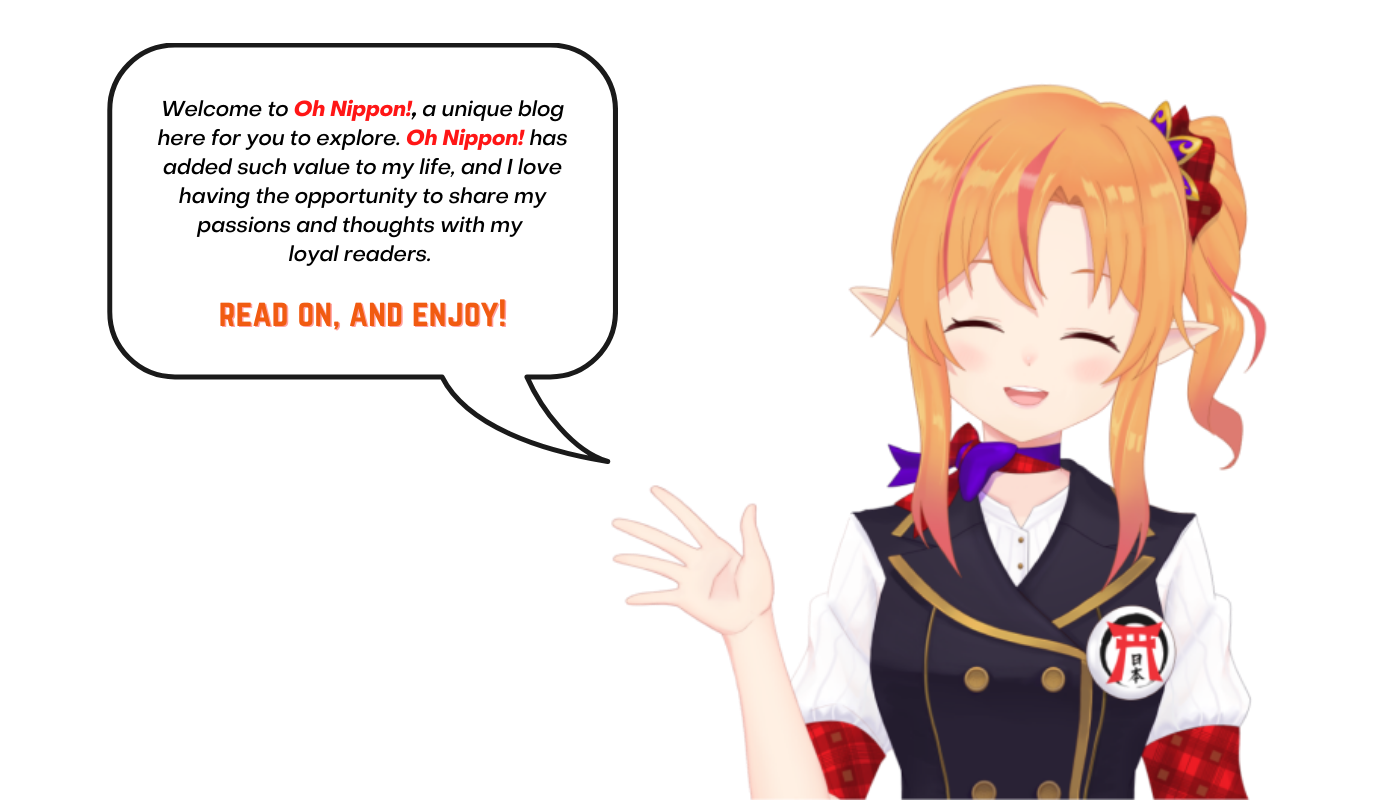 Welcome to Oh Nippon!, a unique blog
here for you to explore. Oh Nippon! has
added such value to my life, and I love
having the opportunity to share my
passions and thoughts with my
loyal readers.
READ ON, AND ENJOY!
日本